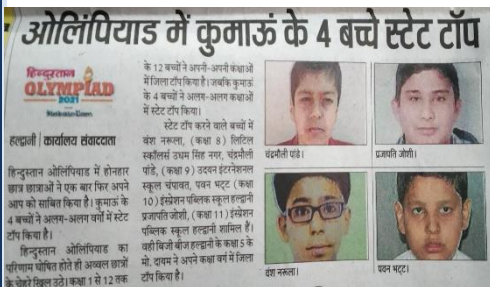 ओलिंपियाड में कुमाऊं के 4 बच्चे स्टेट टॉप
हिन्दुस्तान
OLYMPIAD
2021
हल्द्वानी | कार्यालय संवाददाता
हिन्दुस्तान ओलिंपियाड में होनहार
छात्र छात्राओं ने एक बार फिर अपने
आप को साबित किया है। कुमाऊं के
4 बच्चों ने अलग-अलग वर्गों में स्टेट
टॉप किया है।
हिन्दुस्तान ओलिंपियाड का
परिणाम घोषित होते ही अव्वल छात्रों
के चेहरे खिल उठे। कक्षा 1 से 12 तक
के 12 बच्चों ने अपनी-अपनी कक्षाओं
में जिला टॉप किया है। जबकि कुमाऊं
के 4 बच्चों ने अलग-अलग कक्षाओं
में स्टेट टॉप किया।
स्टेट टॉप करने वाले बच्चों में
वंश नरूला, (कक्षा 8) लिटिल
स्कॉलर्स उधम सिंह नगर, चंद्रमौली
पांडे, (कक्षा 9) उदयन इंटरनेशनल
स्कूल चंपावत, पवन भट्ट (कक्षा
10) इंस्प्रेशन पब्लिक स्कूल हल्द्वानी
प्रजापति जोशी, (कक्षा 11) इंस्प्रेशन
पब्लिक स्कूल हल्द्वानी शामिल है।
वही बिजी बीज हल्द्वानी के कक्षा 5 के
मो. दायम ने अपने कक्षा वर्ग में जिला
टॉप किया है।
चंद्रमौली पांडे।
प्रजापति जोशी।
वंश नरूला।
पवन भट्ट।